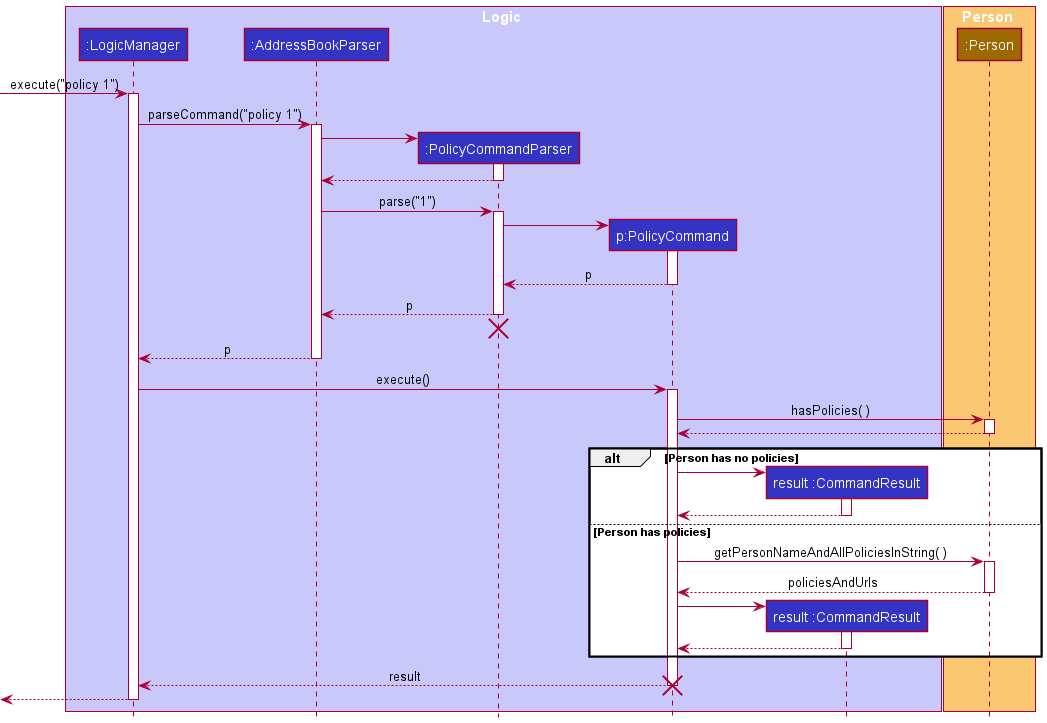 Logic
Person
:LogicManager
:AddressBookParser
:Person
execute("policy 1")
parseCommand("policy 1")
:PolicyCommandParser
parse("1")
p:PolicyCommand
p
p
p
execute()
hasPolicies( )
alt
[Person has no policies]
result :CommandResult
[Person has policies]
getPersonNameAndAllPoliciesInString( )
policiesAndUrls
result :CommandResult
result